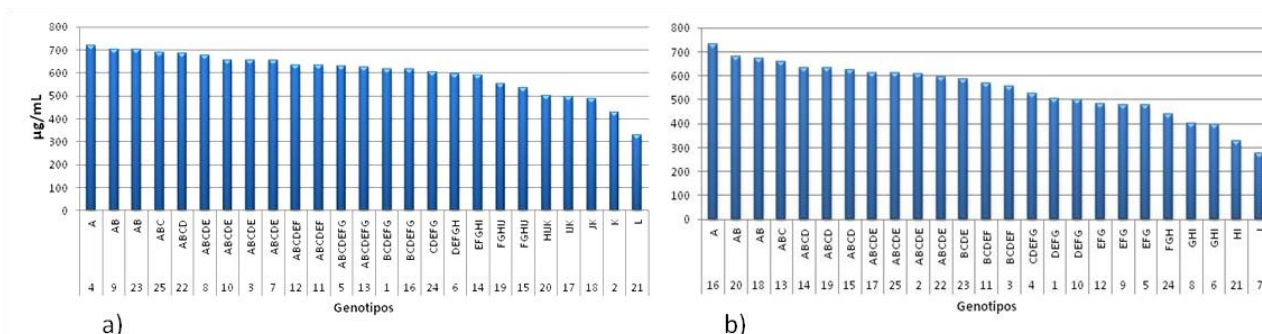 800
700
600
500
400
300
200
100
0
µg/mL
A AB AB ABC ABCD ABCDE ABCDE ABCDE ABCDE ABCDEF ABCDEF ABCDEFG ABCDEFG BCDEFG BCDEFG CDEFG DEFGH EFGHI FGHIJ FGHIJ HIJK IJK JK K L
4 9 23 25 22 8 10 3 7 12 11 5 13 1 16 24 6 14 19 15 20 17 18 2 21
Genotipos
a)
800
700
600
500
400
300
200
100
0
A AB AB ABC ABCD ABCD ABCD ABCDE ABCDE ABCDE ABCDE BCDE BCDEF BCDEF CDEFG DEFG DEFG EFG EFG EFG FGH GHI GHI HI I
16 20 18 13 14 19 15 17 25 2 22 23 11 3 4 1 10 12 9 5 24 8 6 21 7
Genotipos
b)